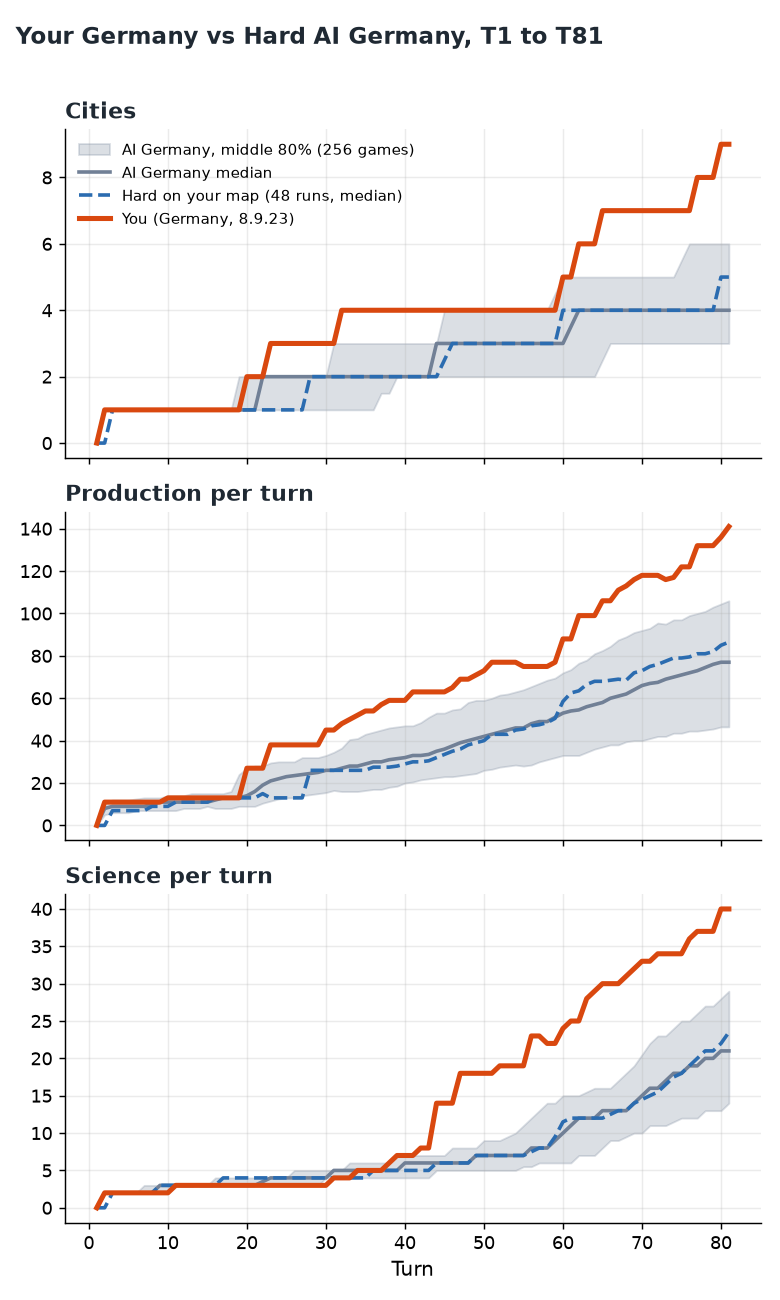 Your Germany vs Hard AI Germany, T1 to T81
Cities
AI Germany, middle 80% (256 games)
AI Germany median
Hard on your map (48 runs, median)
You (Germany, 8.9.23)
8
6
4
2
0
Production per turn
140
120
100
80
60
40
20
0
Science per turn
40
35
30
25
20
15
10
5
0
0 10 20 30 40 50 60 70 80
Turn